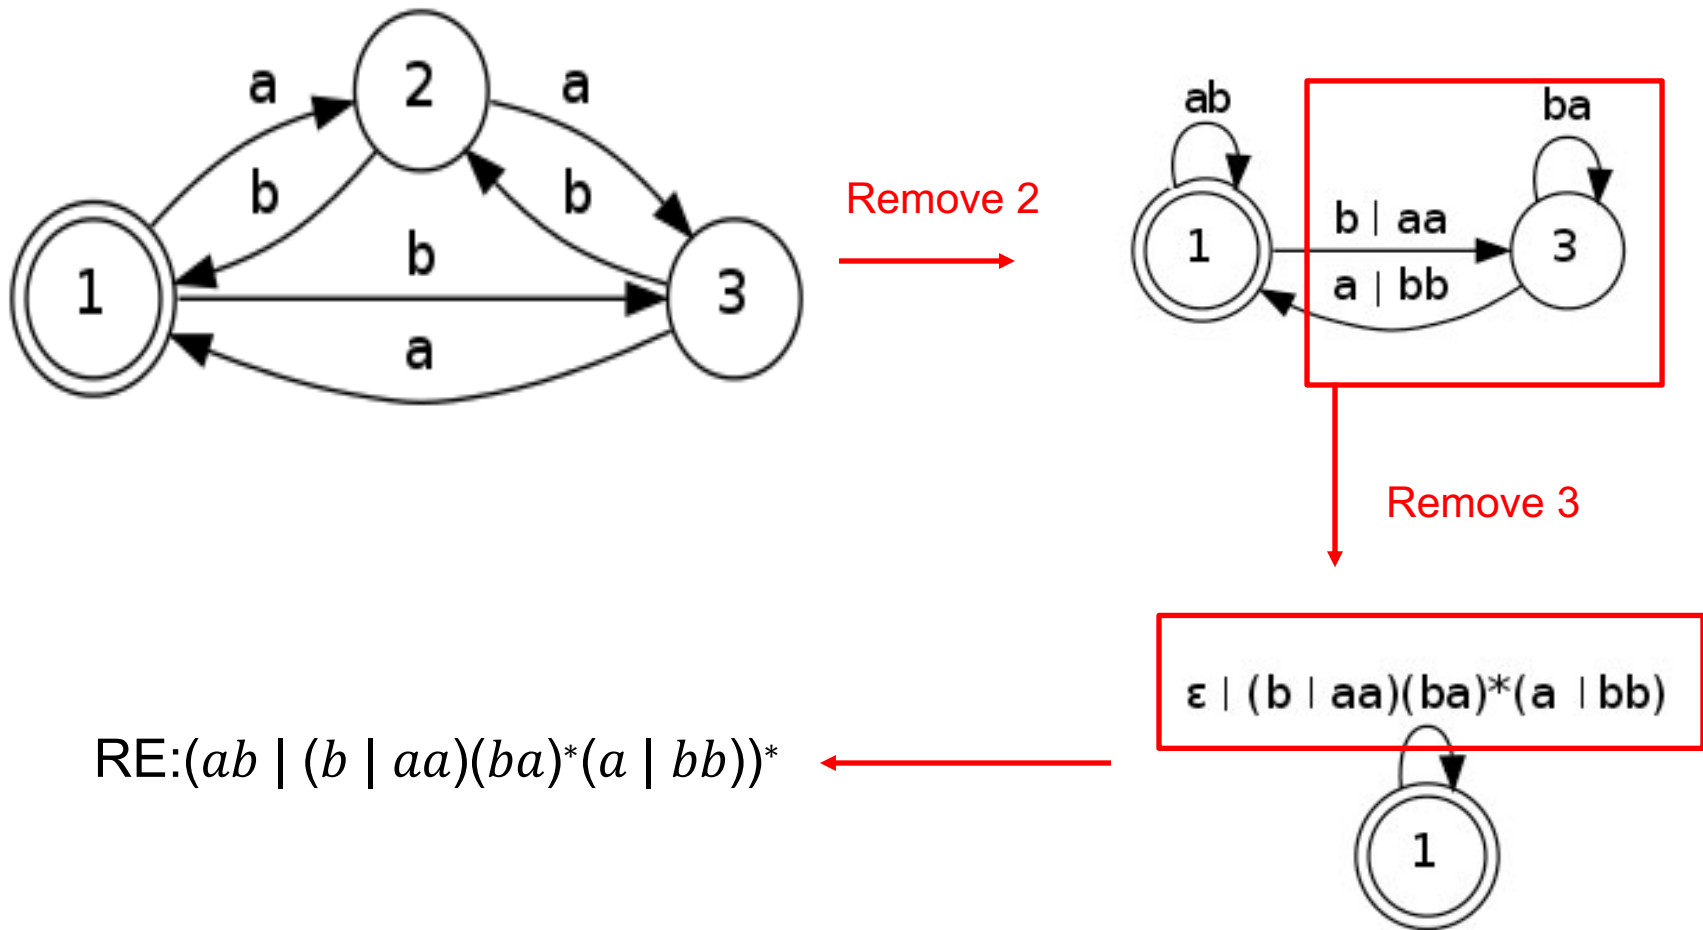 a
2
a
b
b
1
b
3
a
Remove 2
ab
ba
1
b | aa
3
a | bb
Remove 3
ε | (b | aa)(ba)*(a | bb)
1
RE:(ab | (b | aa)(ba)*(a | bb))*